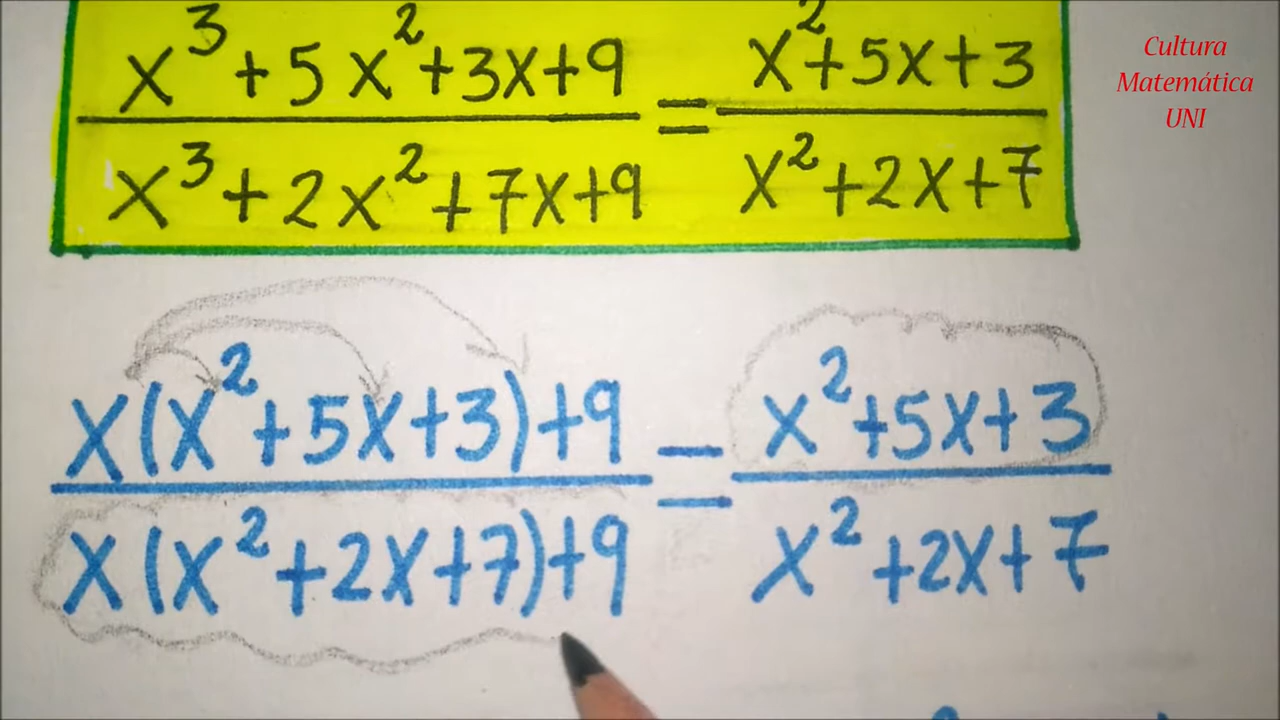 x³+5x²+3x+9 = x²+5x+3
x³+2x²+7x+9   x²+2x+7
Cultura
Matemática
UNI
x(x²+5x+3)+9 = x²+5x+3
x(x²+2x+7)+9   x²+2x+7